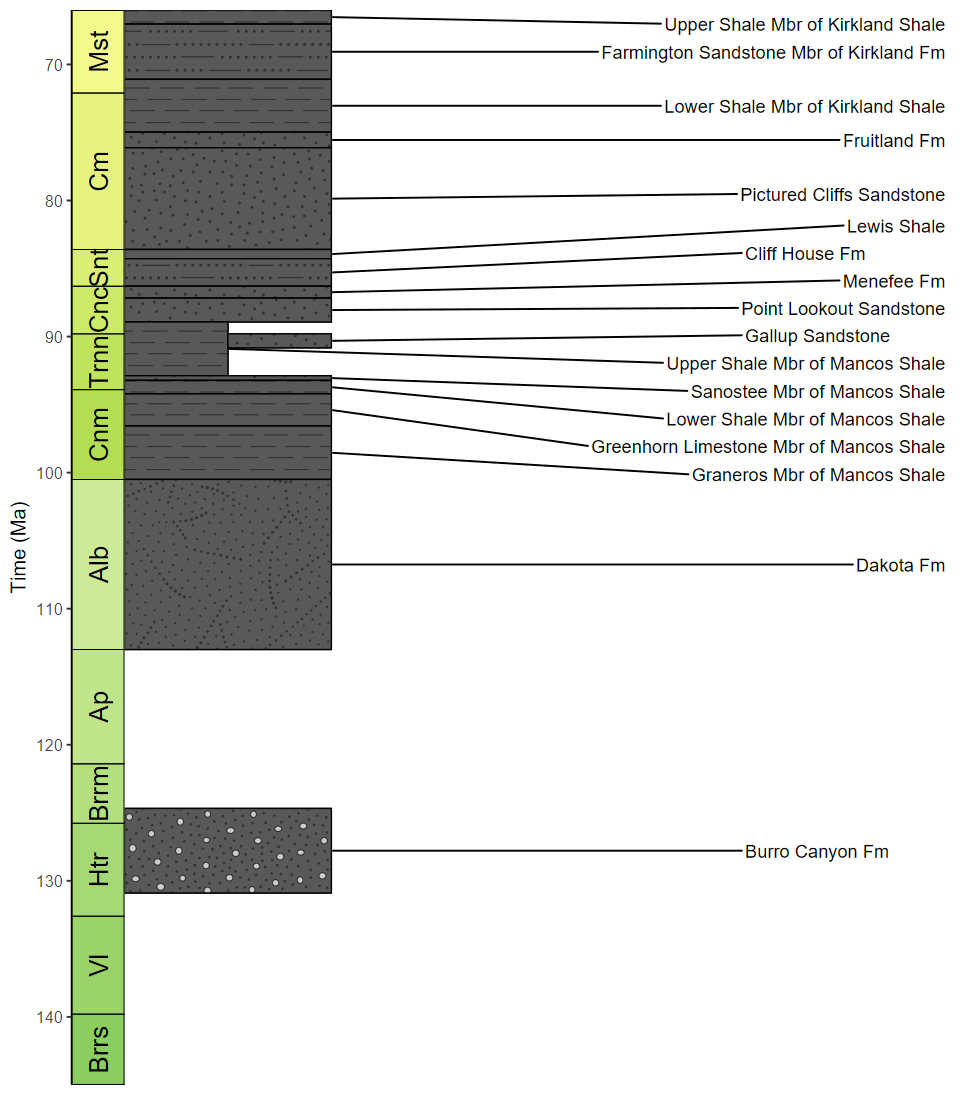 Time (Ma)
70
80
90
100
110
120
130
140
Mst
Cm
Snt
Cnc
Trnn
Cnm
Alb
Ap
Brrm
Htr
Vl
Brrs
Upper Shale Mbr of Kirkland Shale
Farmington Sandstone Mbr of Kirkland Fm
Lower Shale Mbr of Kirkland Shale
Fruitland Fm
Pictured Cliffs Sandstone
Lewis Shale
Cliff House Fm
Menefee Fm
Point Lookout Sandstone
Gallup Sandstone
Upper Shale Mbr of Mancos Shale
Sanostee Mbr of Mancos Shale
Lower Shale Mbr of Mancos Shale
Greenhorn Limestone Mbr of Mancos Shale
Graneros Mbr of Mancos Shale
Dakota Fm
Burro Canyon Fm